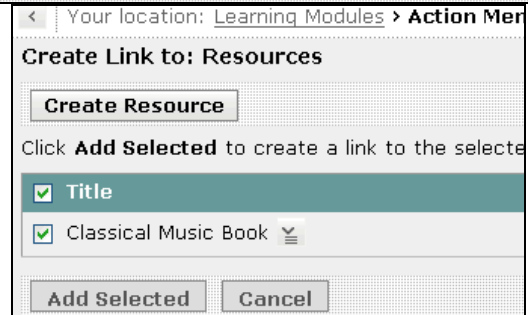 Your location: Learning Modules › Action Men
Create Link to: Resources
Create Resource
Click Add Selected to create a link to the selecte
Title
Classical Music Book
Add Selected Cancel